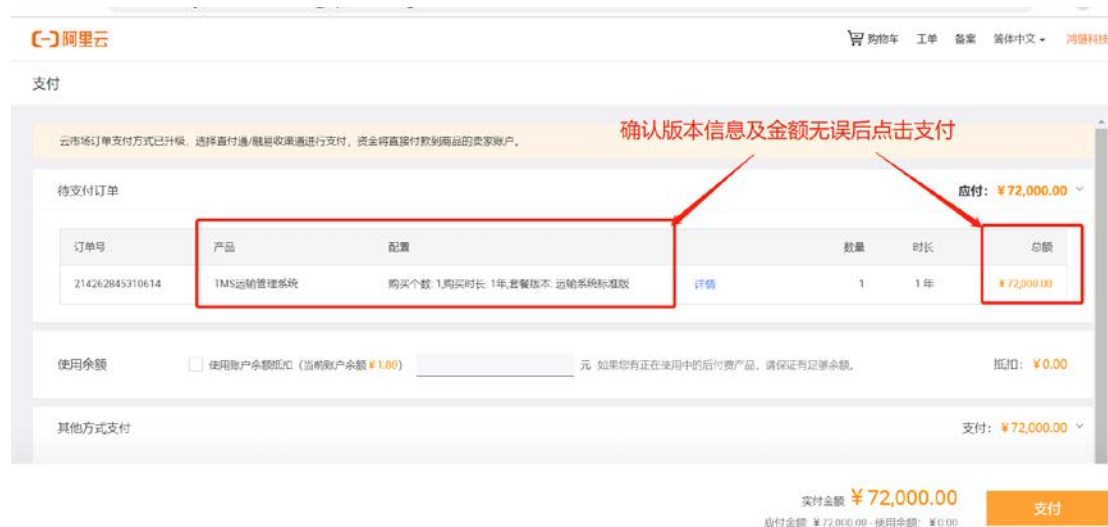 (-) 阿里云
购物车 工单 备案 简体中文 鸿链科技
支付
云市场订单支付方式已升级，选择直付通/融易收渠道进行支付，资金将直接付款到商品的卖家账户。
确认版本信息及金额无误后点击支付
待支付订单 应付：¥72,000.00
订单号 产品 配置 数量 时长 总额
214262845310614 TMS运输管理系统 购买个数: 1,购买时长: 1年,套餐版本: 运输系统标准版 详情 1 1年 ¥72,000.00
使用余额 使用账户余额抵扣（当前账户余额¥1.80） 元 如果您有正在使用中的后付费产品，请保证有足够余额。 抵扣：¥0.00
其他方式支付 支付：¥72,000.00
实付金额 ¥72,000.00 支付
应付金额: ¥72,000.00 - 使用余额: ¥0.00